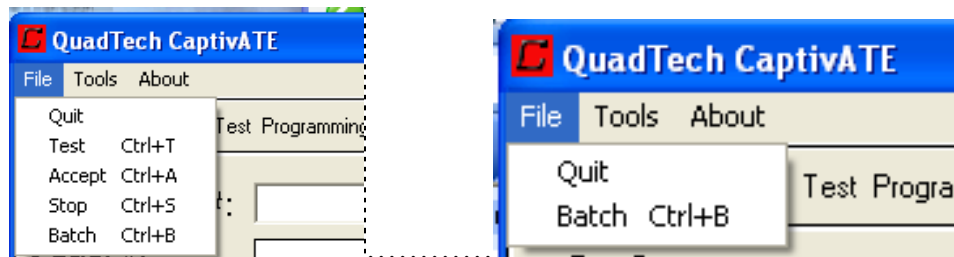 QuadTech CaptivATE
File Tools About
Quit
Test Ctrl+T
Accept Ctrl+A
Stop Ctrl+S
Batch Ctrl+B
Test Programming
QuadTech CaptivATE
File Tools About
Quit
Batch Ctrl+B
Test Progra